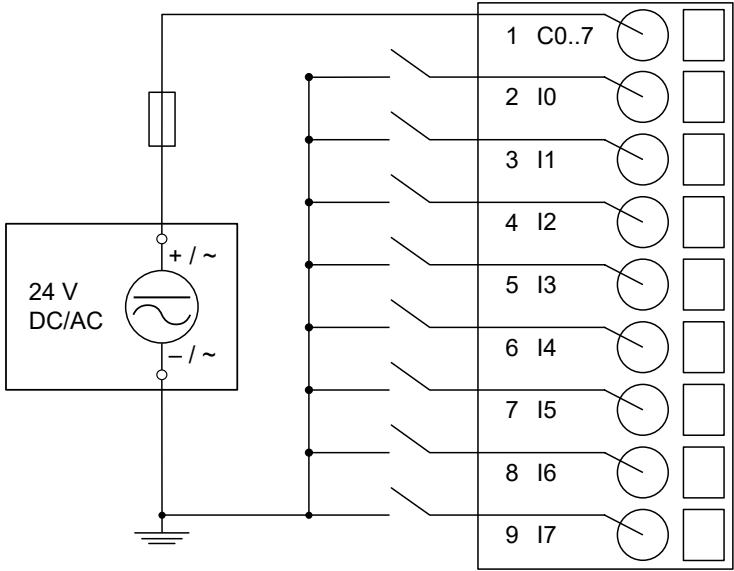 1 C0..7
2 I0
3 I1
4 I2
5 I3
6 I4
7 I5
8 I6
9 I7
+ / ~
24 V
DC/AC
– / ~